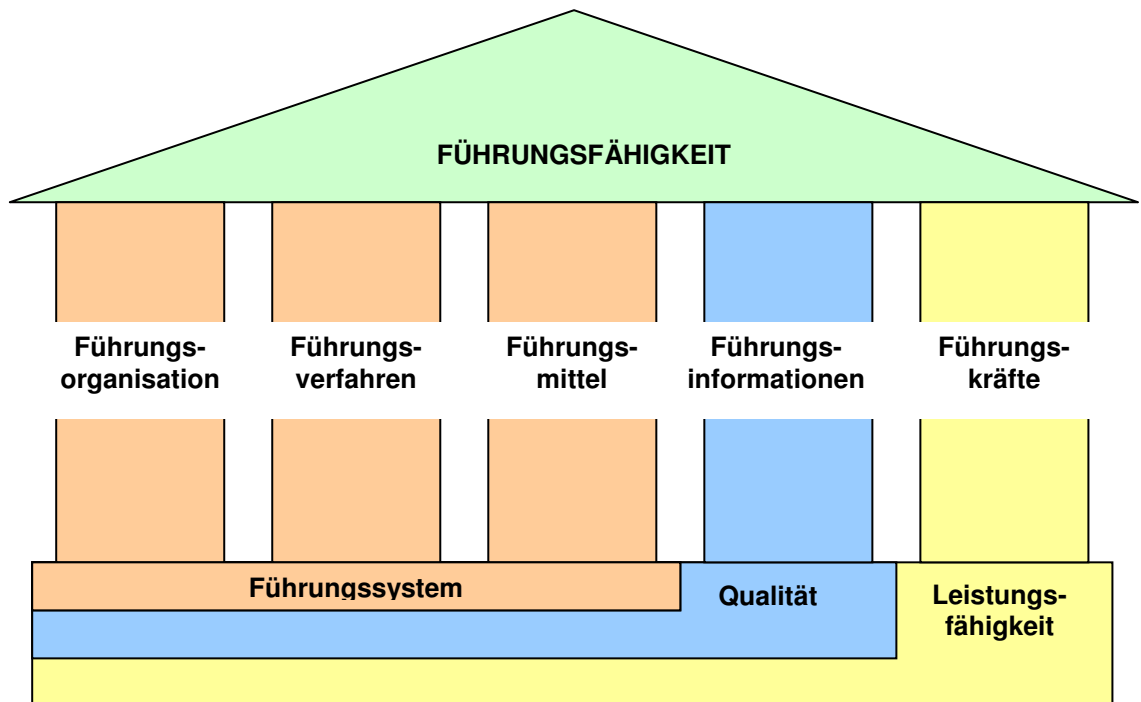 FÜHRUNGSFÄHIGKEIT
Führungs-
organisation
Führungs-
verfahren
Führungs-
mittel
Führungs-
informationen
Führungs-
kräfte
Führungssystem
Qualität
Leistungs-
fähigkeit